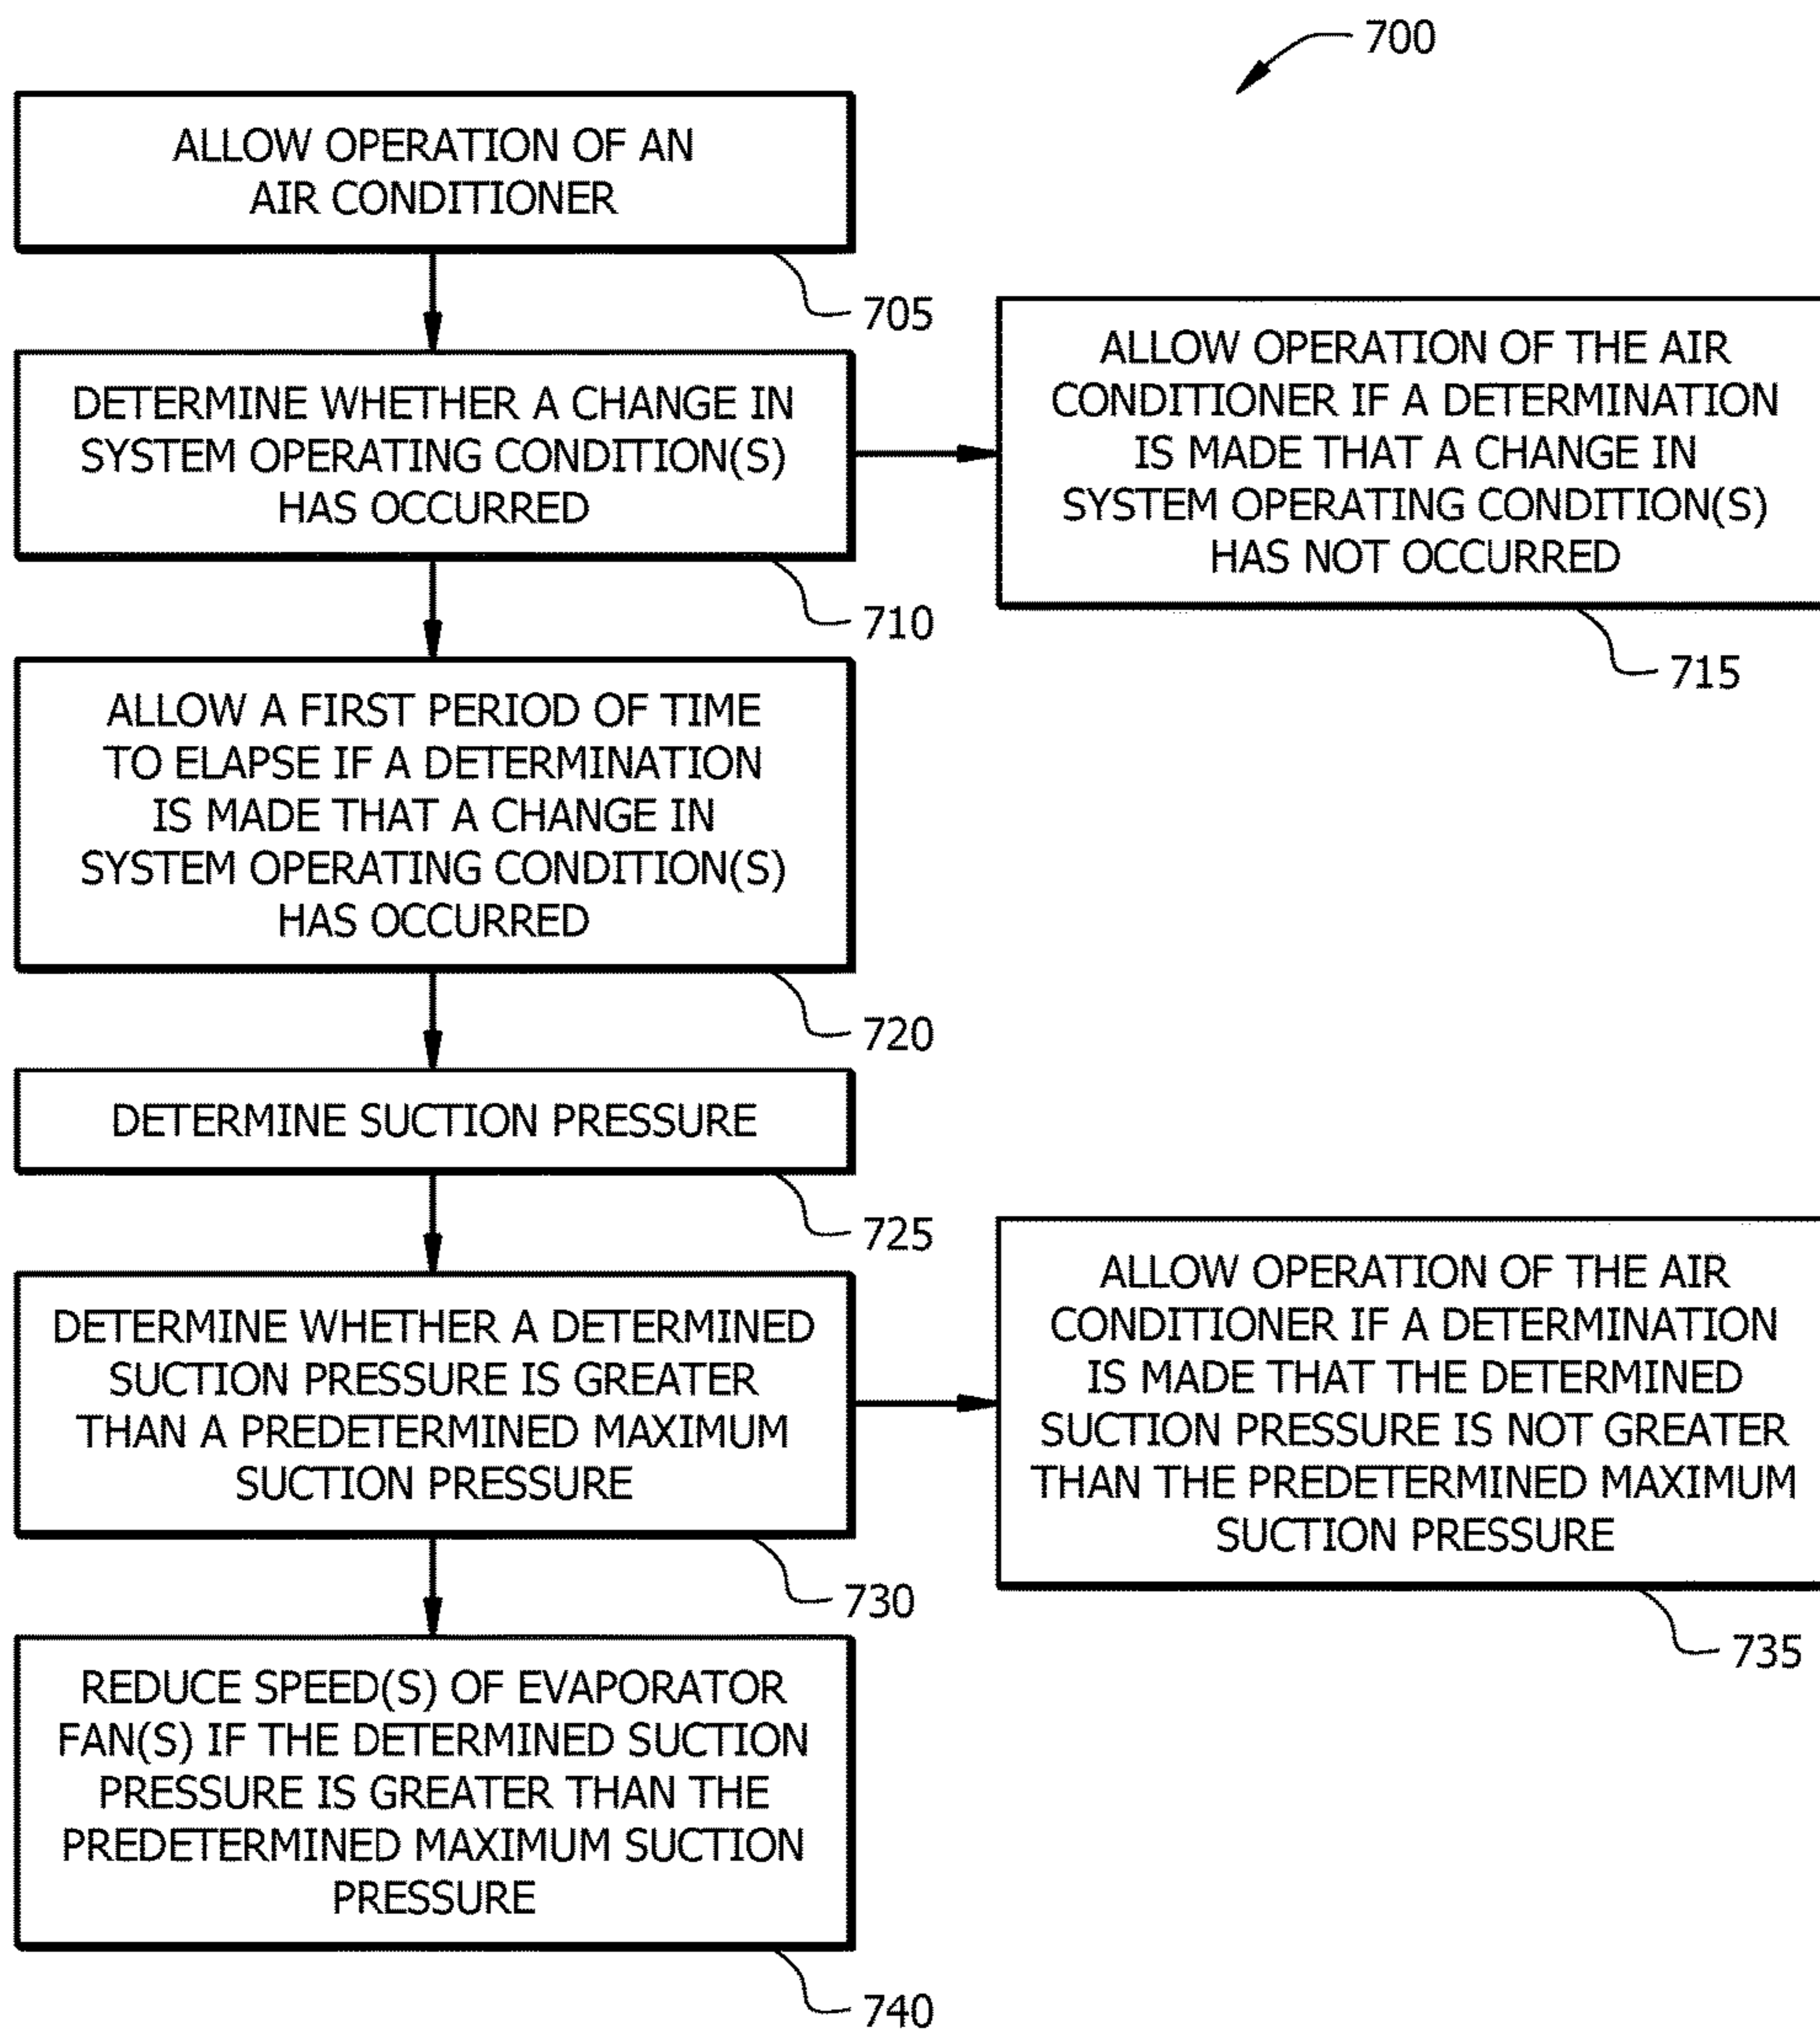 700
ALLOW OPERATION OF AN
AIR CONDITIONER
705
DETERMINE WHETHER A CHANGE IN
SYSTEM OPERATING CONDITION(S)
HAS OCCURRED
710
ALLOW OPERATION OF THE AIR
CONDITIONER IF A DETERMINATION
IS MADE THAT A CHANGE IN
SYSTEM OPERATING CONDITION(S)
HAS NOT OCCURRED
715
ALLOW A FIRST PERIOD OF TIME
TO ELAPSE IF A DETERMINATION
IS MADE THAT A CHANGE IN
SYSTEM OPERATING CONDITION(S)
HAS OCCURRED
720
DETERMINE SUCTION PRESSURE
725
DETERMINE WHETHER A DETERMINED
SUCTION PRESSURE IS GREATER
THAN A PREDETERMINED MAXIMUM
SUCTION PRESSURE
730
ALLOW OPERATION OF THE AIR
CONDITIONER IF A DETERMINATION
IS MADE THAT THE DETERMINED
SUCTION PRESSURE IS NOT GREATER
THAN THE PREDETERMINED MAXIMUM
SUCTION PRESSURE
735
REDUCE SPEED(S) OF EVAPORATOR
FAN(S) IF THE DETERMINED SUCTION
PRESSURE IS GREATER THAN THE
PREDETERMINED MAXIMUM SUCTION
PRESSURE
740